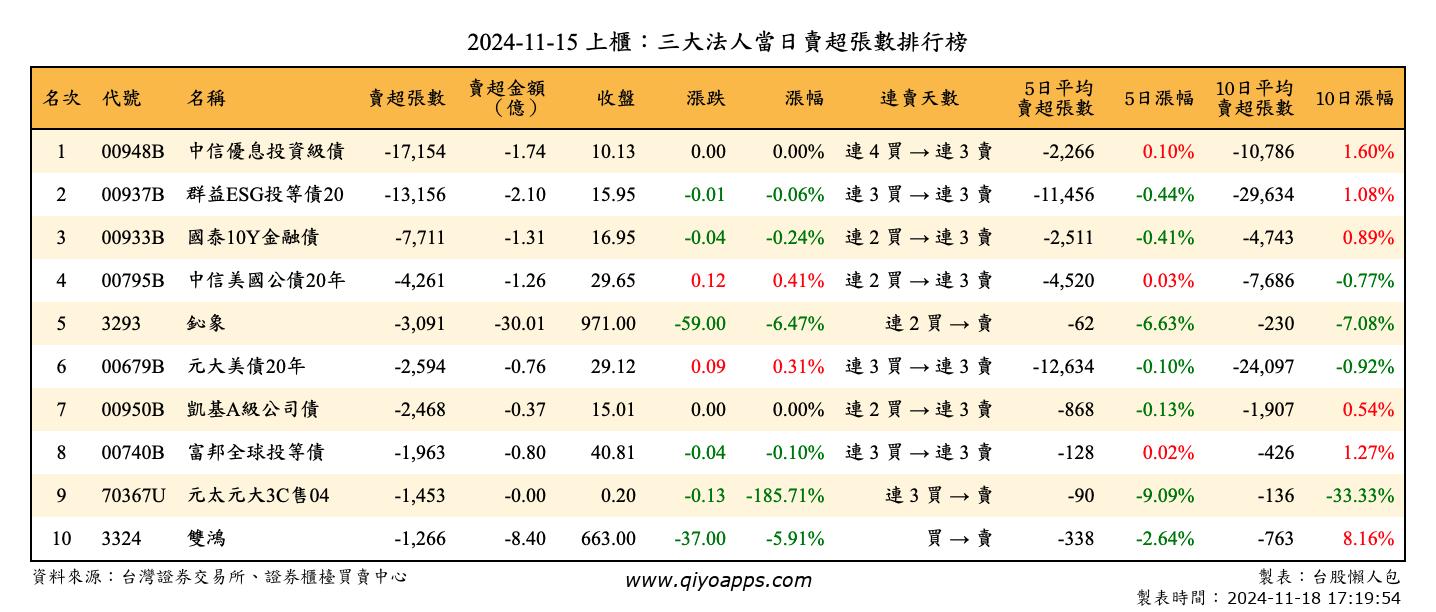 2024-11-15 上櫃：三大法人當日賣超張數排行榜
名次 代號 名稱 賣超張數 賣超金額（億） 收盤 漲跌 漲幅 連賣天數 5日平均賣超張數 5日漲幅 10日平均賣超張數 10日漲幅
1 00948B 中信優息投資級債 -17,154 -1.74 10.13 0.00 0.00% 連 4 買 → 連 3 賣 -2,266 0.10% -10,786 1.60%
2 00937B 群益ESG投等債20 -13,156 -2.10 15.95 -0.01 -0.06% 連 3 買 → 連 3 賣 -11,456 -0.44% -29,634 1.08%
3 00933B 國泰10Y金融債 -7,711 -1.31 16.95 -0.04 -0.24% 連 2 買 → 連 3 賣 -2,511 -0.41% -4,743 0.89%
4 00795B 中信美國公債20年 -4,261 -1.26 29.65 0.12 0.41% 連 2 買 → 連 3 賣 -4,520 0.03% -7,686 -0.77%
5 3293 鈊象 -3,091 -30.01 971.00 -59.00 -6.47% 連 2 買 → 賣 -62 -6.63% -230 -7.08%
6 00679B 元大美債20年 -2,594 -0.76 29.12 0.09 0.31% 連 3 買 → 連 3 賣 -12,634 -0.10% -24,097 -0.92%
7 00950B 凱基A級公司債 -2,468 -0.37 15.01 0.00 0.00% 連 2 買 → 連 3 賣 -868 -0.13% -1,907 0.54%
8 00740B 富邦全球投等債 -1,963 -0.80 40.81 -0.04 -0.10% 連 3 買 → 連 3 賣 -128 0.02% -426 1.27%
9 70367U 元太元大3C售04 -1,453 -0.00 0.20 -0.13 -185.71% 連 3 買 → 賣 -90 -9.09% -136 -33.33%
10 3324 雙鴻 -1,266 -8.40 663.00 -37.00 -5.91% 買 → 賣 -338 -2.64% -763 8.16%
資料來源：台灣證券交易所、證券櫃檯買賣中心 www.qiyoapps.com 製表：台股懶人包
製表時間：2024-11-18 17:19:54